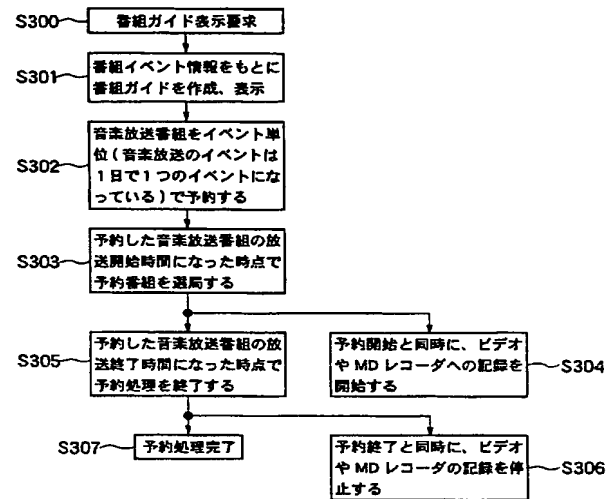 S300
番組ガイド表示要求
S301
番組イベント情報をもとに
番組ガイドを作成、表示
S302
音楽放送番組をイベント単
位(音楽放送のイベントは
1日で1つのイベントにな
っている)で予約する
S303
予約した音楽放送番組の放
送開始時間になった時点で
予約番組を選局する
S305
予約した音楽放送番組の放
送終了時間になった時点で
予約処理を終了する
予約開始と同時に、ビデオ
や MD レコーダへの記録を
開始する
S304
S307
予約処理完了
予約終了と同時に、ビデオ
や MD レコーダの記録を停
止する
S306